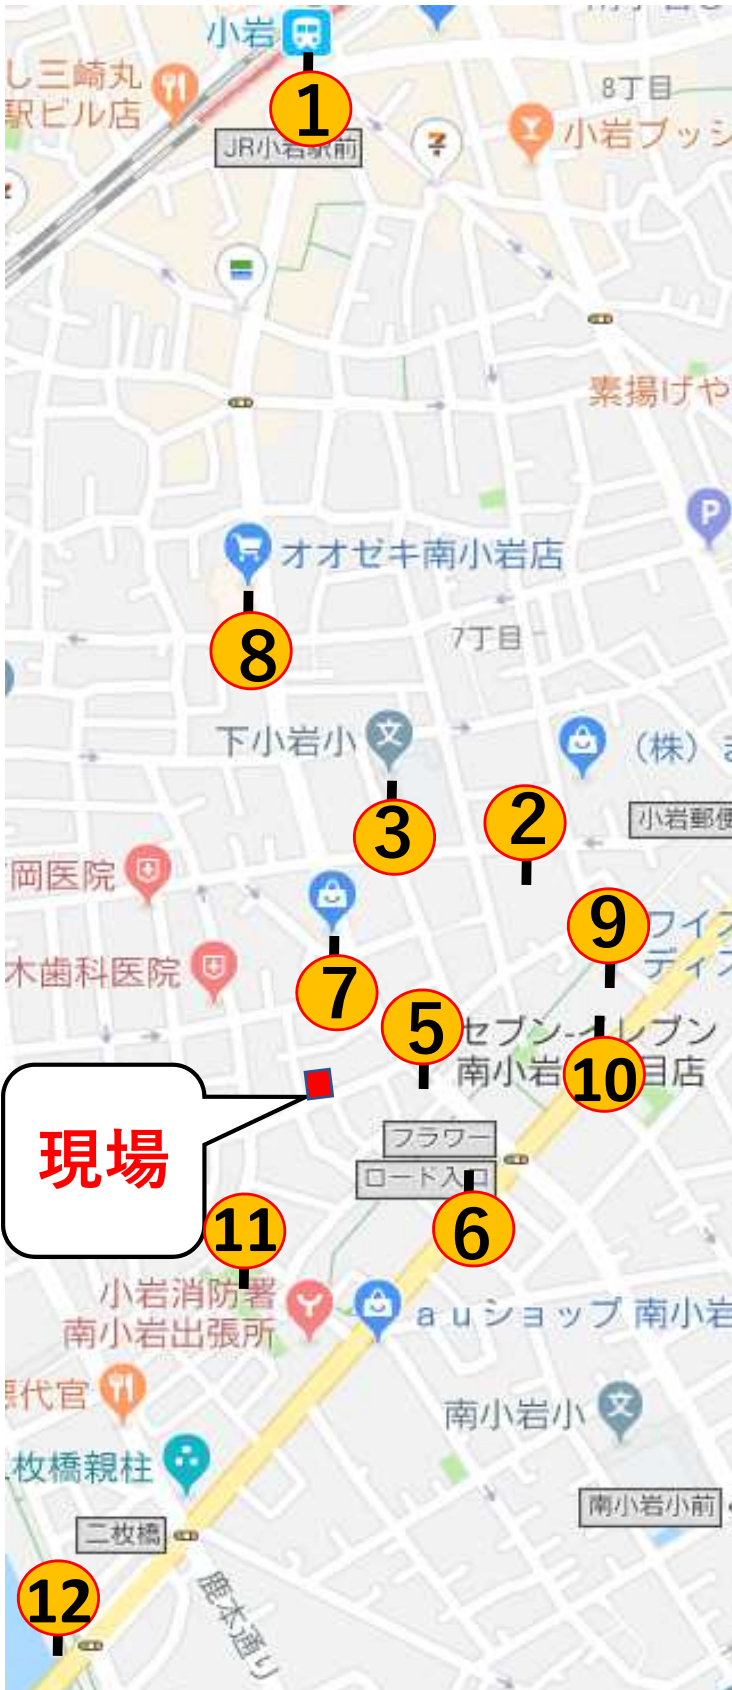 小岩
1
し三崎丸
駅ビル店
JR小岩駅前
8丁目
小岩ブッシ
素揚げや
P
オオゼキ南小岩店
8
7丁目
下小岩小
文
(株)
3
2
小岩郵便
岡医院
9
7
木歯科医院
5
セブン-イレブン
南小岩
目店
10
現場
フラワー
ロード入口
6
11
小岩消防署
南小岩出張所
auショップ 南小岩
代官
南小岩小
文
枚橋親柱
南小岩小前
二枚橋
12
鹿本通り